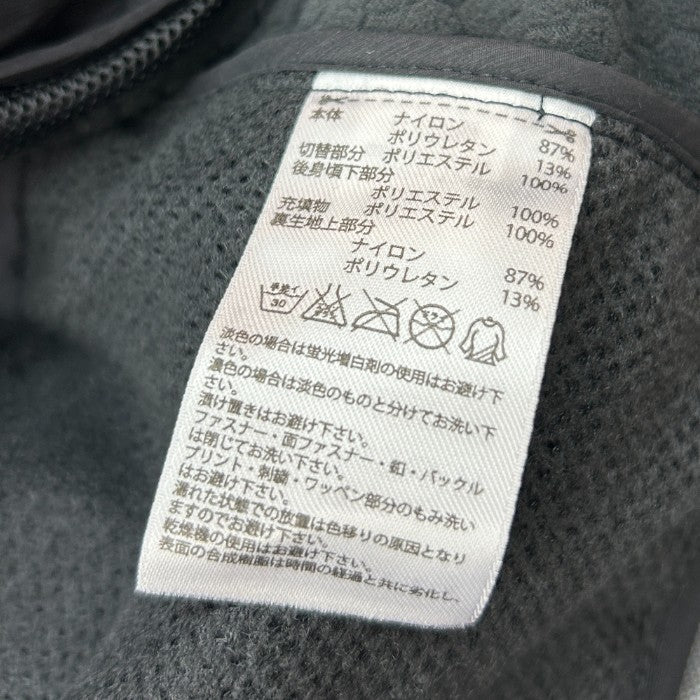 本体 ナイロン 87%
ポリウレタン 13%
切替部分 ポリエステル 100%
後身頃下部分
ポリエステル 100%
充填物 ポリエステル 100%
裏生地上部分
ナイロン 87%
ポリウレタン 13%
手洗イ 30 エンソ ドライ
淡色の場合は蛍光増白剤の使用はお避け下
さい。
濃色の場合は淡色のものと分けてお洗い下
さい。
漬け置きはお避け下さい。
ファスナー・面ファスナー・釦・バックル
は閉じてお洗い下さい。
プリント・刺繍・ワッペン部分のもみ洗い
はお避け下さい。
濡れた状態での放置は色移りの原因となり
ますのでお避け下さい。
乾燥機の使用はお避け下さい。
表面の合成樹脂は時間の経過と共に劣化し、